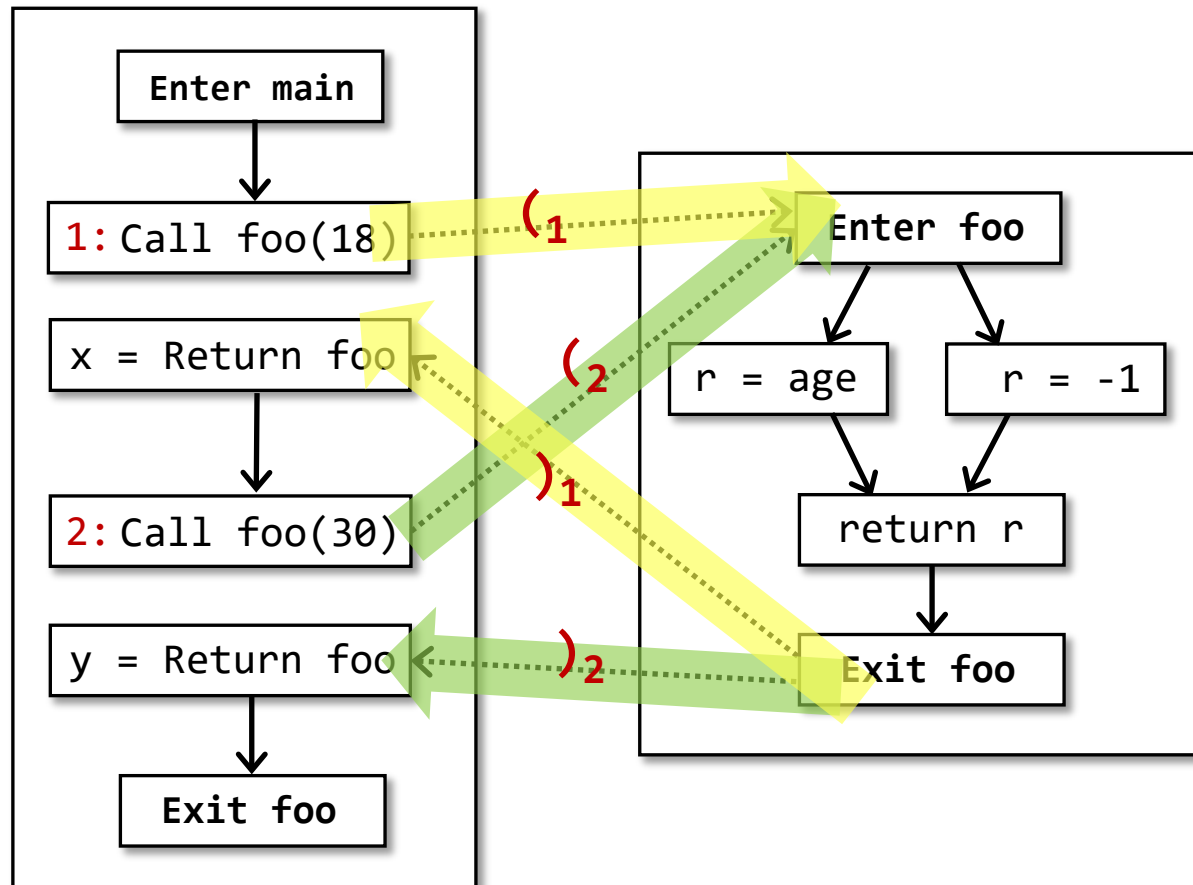 Enter main
1: Call foo(18)
x = Return foo
2: Call foo(30)
y = Return foo
Exit foo
(1
(2
)1
)2
Enter foo
r = age
r = -1
return r
Exit foo